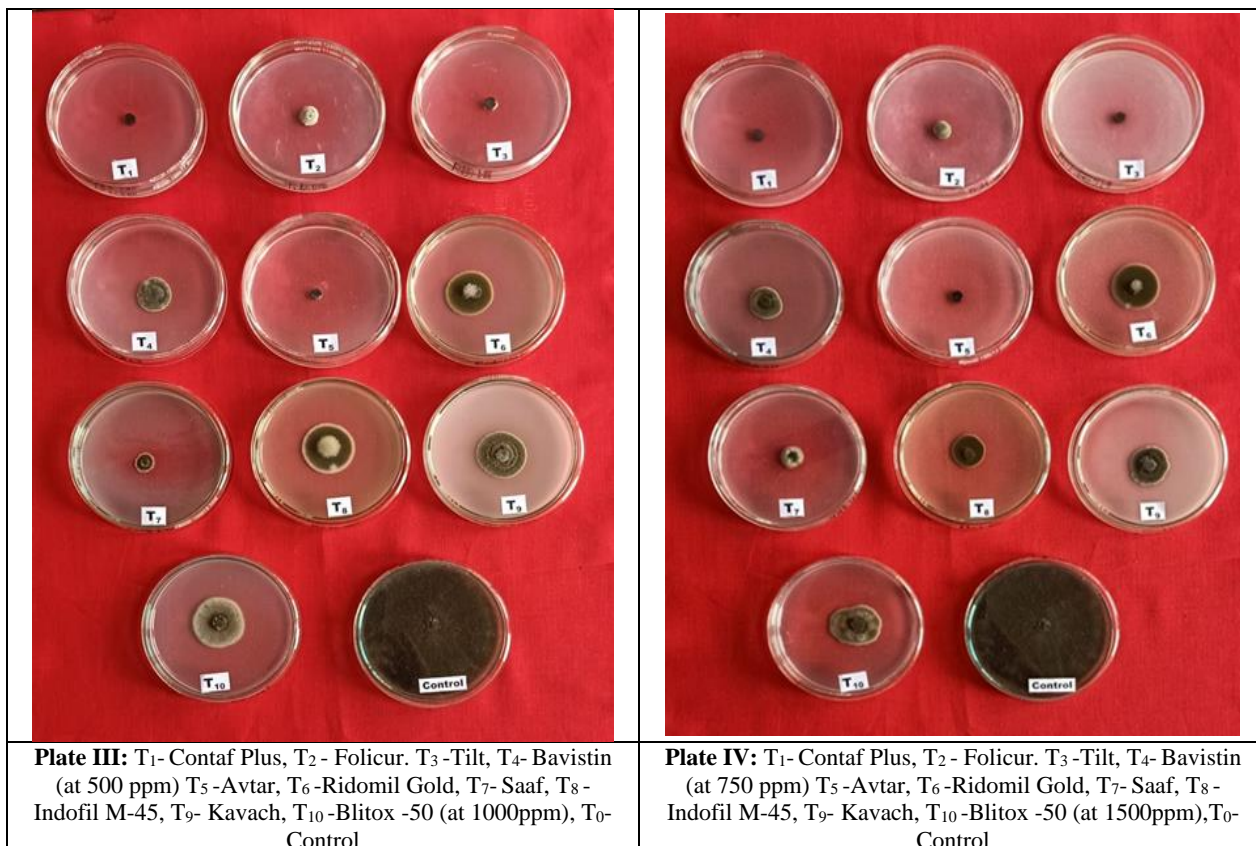 T₁
T₂
T₃
T₄
T₅
T₆
T₇
T₈
T₉
T₁₀
Control
T₁
T₂
T₃
T₄
T₅
T₆
T₇
T₈
T₉
T₁₀
Control
Plate III: T₁- Contaf Plus, T₂ - Folicur. T₃ -Tilt, T₄- Bavistin
(at 500 ppm) T₅ -Avtar, T₆ -Ridomil Gold, T₇- Saaf, T₈ -
Indofil M-45, T₉- Kavach, T₁₀ -Blitox -50 (at 1000ppm), T₀-
Control
Plate IV: T₁- Contaf Plus, T₂ - Folicur. T₃ -Tilt, T₄- Bavistin
(at 750 ppm) T₅ -Avtar, T₆ -Ridomil Gold, T₇- Saaf, T₈ -
Indofil M-45, T₉- Kavach, T₁₀ -Blitox -50 (at 1500ppm),T₀-
Control